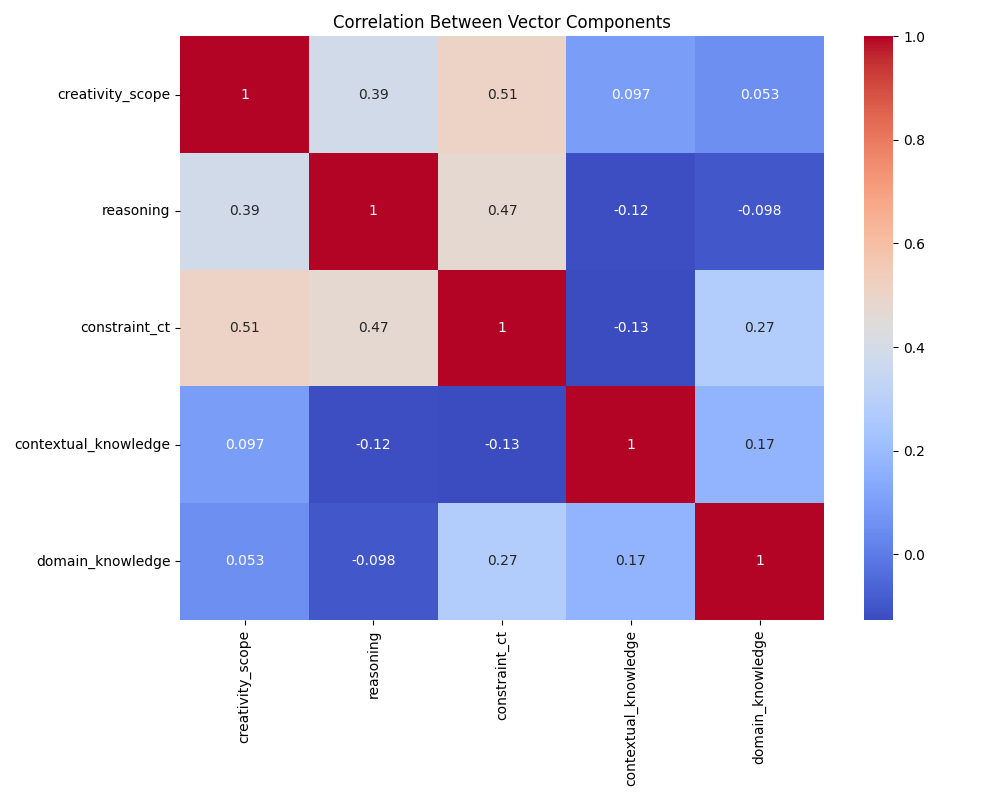 Correlation Between Vector Components
creativity_scope 1 0.39 0.51 0.097 0.053
reasoning 0.39 1 0.47 -0.12 -0.098
constraint_ct 0.51 0.47 1 -0.13 0.27
contextual_knowledge 0.097 -0.12 -0.13 1 0.17
domain_knowledge 0.053 -0.098 0.27 0.17 1
creativity_scope
reasoning
constraint_ct
contextual_knowledge
domain_knowledge
1.0
0.8
0.6
0.4
0.2
0.0